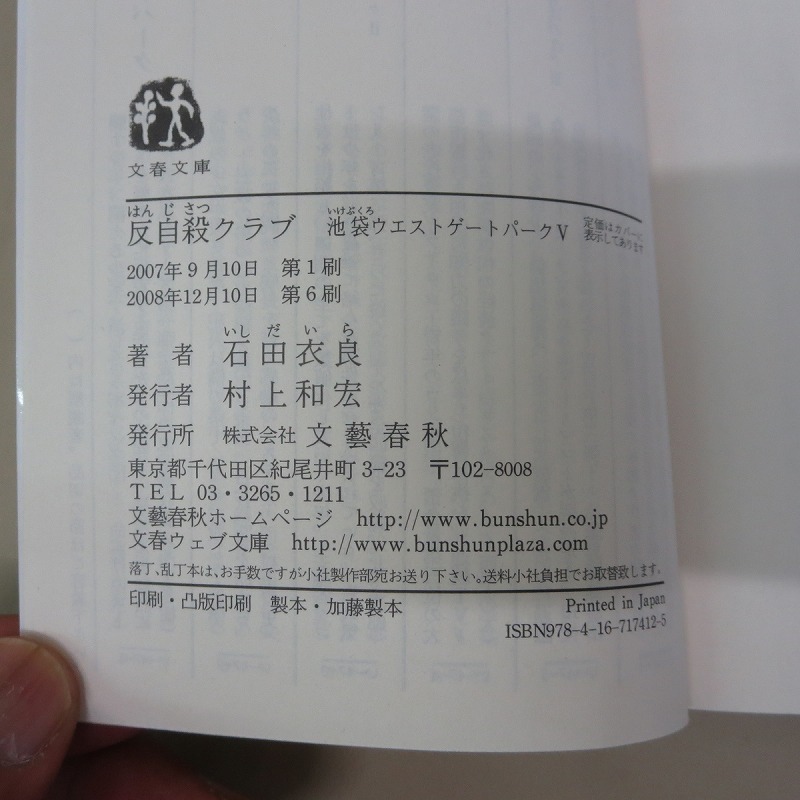 文春文庫
はんじさつ いけぶくろ
反自殺クラブ 池袋ウエストゲートパークⅤ
定価はカバーに
表示してあります
2007年9月10日 第1刷
2008年12月10日 第6刷
いしだいら
著者 石田衣良
発行者 村上和宏
発行所 株式会社 文藝春秋
東京都千代田区紀尾井町3-23 〒102-8008
TEL 03・3265・1211
文藝春秋ホームページ http://www.bunshun.co.jp
文春ウェブ文庫 http://www.bunshunplaza.com
落丁、乱丁本は、お手数ですが小社製作部宛お送り下さい。送料小社負担でお取替致します。
印刷・凸版印刷 製本・加藤製本
Printed in Japan
ISBN978-4-16-717412-5